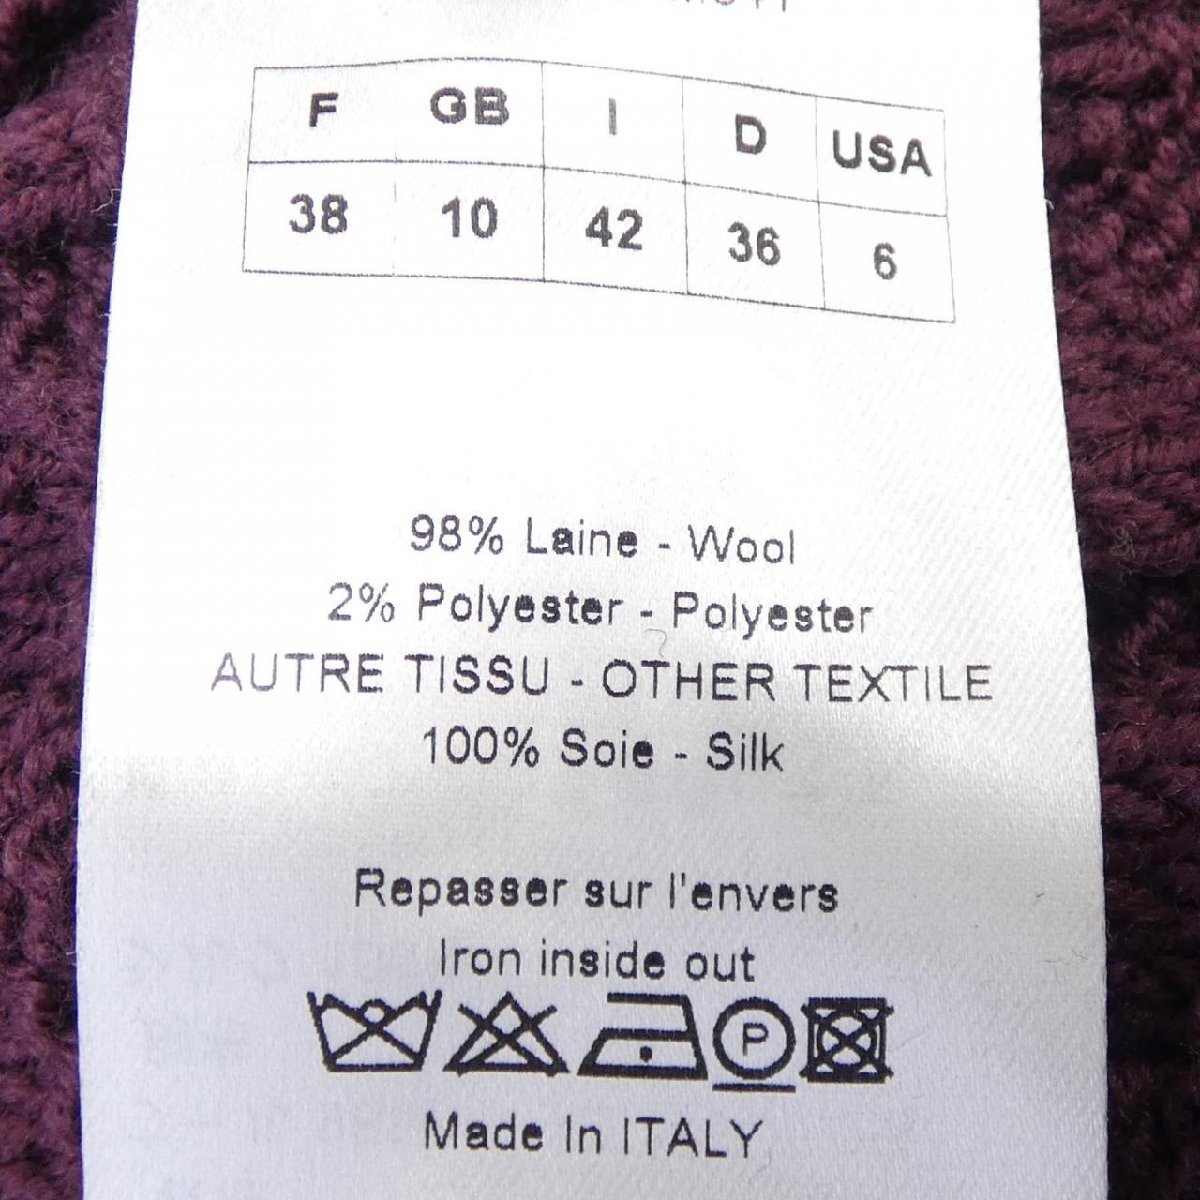 F GB I D USA
38 10 42 36 6
98% Laine - Wool
2% Polyester - Polyester
AUTRE TISSU - OTHER TEXTILE
100% Soie - Silk
Repasser sur l'envers
Iron inside out
P
Made In ITALY